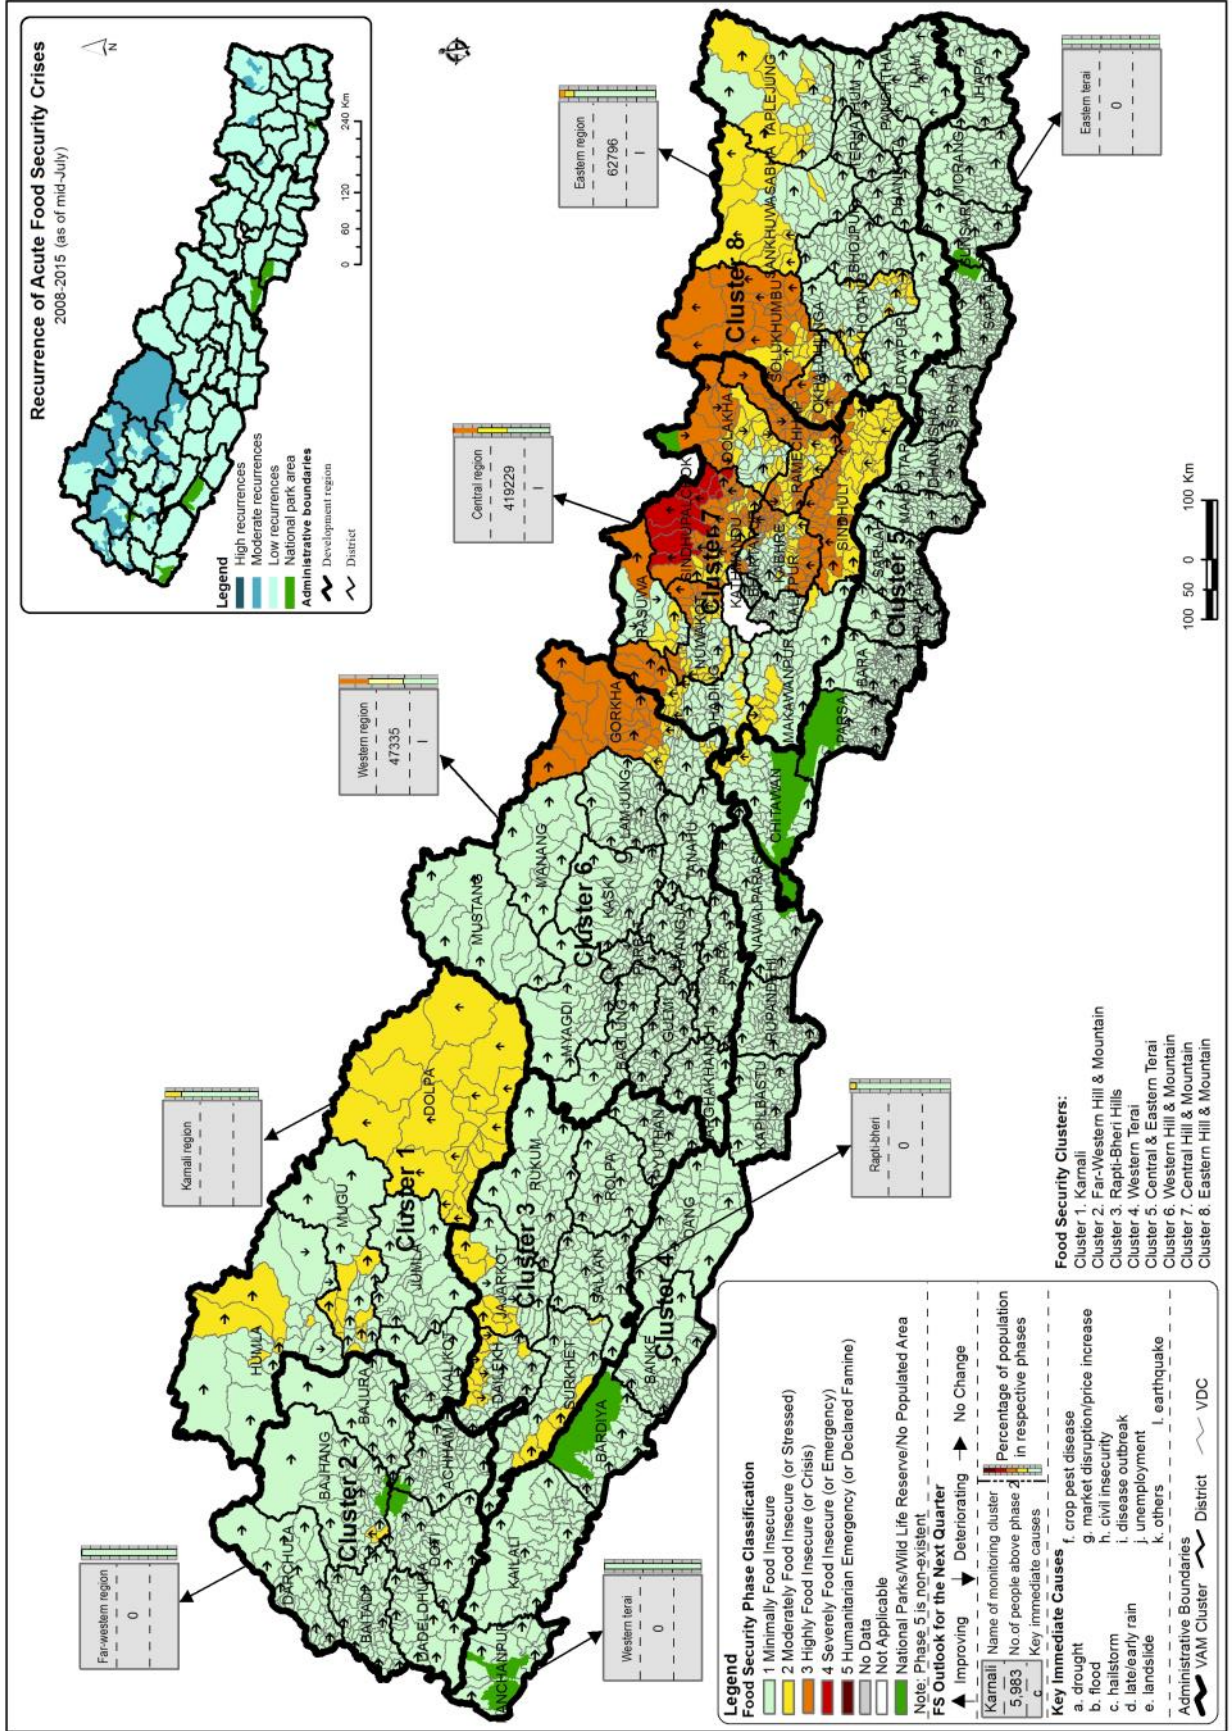 Recurrence of Acute Food Security Crises
2008-2015 (as of mid-July)
N
Legend
High recurrences
Moderate recurrences
Low recurrences
National park area
Administrative boundaries
Development region
District
0 60 120 240 Km
Far-western region
0
Karnali region
Western region
47335
l
Central region
419229
l
Eastern region
62796
l
Western terai
0
Rapti-bheri
0
Eastern terai
0
Cluster 1
Cluster 2
Cluster 3
Cluster 4
Cluster 5
Cluster 6
Cluster 7
Cluster 8
DARCHULA
BAJHANG
BAJURA
HUMLA
MUGU
DOLPA
JUMLA
KALIKOT
BAITADI
DADELDHURA
DOTI
ACHHAM
KAILALI
DAILEKH
JAJARKOT
RUKUM
SURKHET
SALYAN
ROLPA
BARDIYA
BANKE
DANG
MUSTANG
MANANG
MYAGDI
KASKI
LAMJUNG
GORKHA
BAGLUNG
PARBAT
GULMI
SYANGJA
TANAHU
PALPA
KAPILBASTU
RUPANDEHI
NAWALPARASI
CHITAWAN
PARSA
BARA
MAKAWANPUR
DHADING
NUWAKOT
RASUWA
DOLAKHA
SINDHULI
SARLAHI
MAHOTTARI
DHANUSHA
SIRAHA
SOLUKHUMBU
SANKHUWASABHA
TAPLEJUNG
BHOJPUR
UDAYAPUR
DHANKUTA
TERHATHUM
MORANG
JHAPA
Legend
Food Security Phase Classification
1 Minimally Food Insecure
2 Moderately Food Insecure (or Stressed)
3 Highly Food Insecure (or Crisis)
4 Severely Food Insecure (or Emergency)
5 Humanitarian Emergency (or Declared Famine)
No Data
Not Applicable
National Parks/Wild Life Reserve/No Populated Area
Note: Phase 5 is non-existent
FS Outlook for the Next Quarter
Improving Deteriorating No Change
Karnali Name of monitoring cluster
5,983 No.of people above phase 2
c Key immediate causes
Percentage of population
in respective phases
Key Immediate Causes
a. drought
b. flood
c. hailstorm
d. late/early rain
e. landslide
f. crop pest disease
g. market disruption/price increase
h. civil insecurity
i. disease outbreak
j. unemployment
k. others l. earthquake
Administrative Boundaries
VAM Cluster District VDC
Food Security Clusters:
Cluster 1. Karnali
Cluster 2. Far-Western Hill & Mountain
Cluster 3. Rapti-Bheri Hills
Cluster 4. Western Terai
Cluster 5. Central & Eastern Terai
Cluster 6. Western Hill & Mountain
Cluster 7. Central Hill & Mountain
Cluster 8. Eastern Hill & Mountain
100 50 0 100 Km